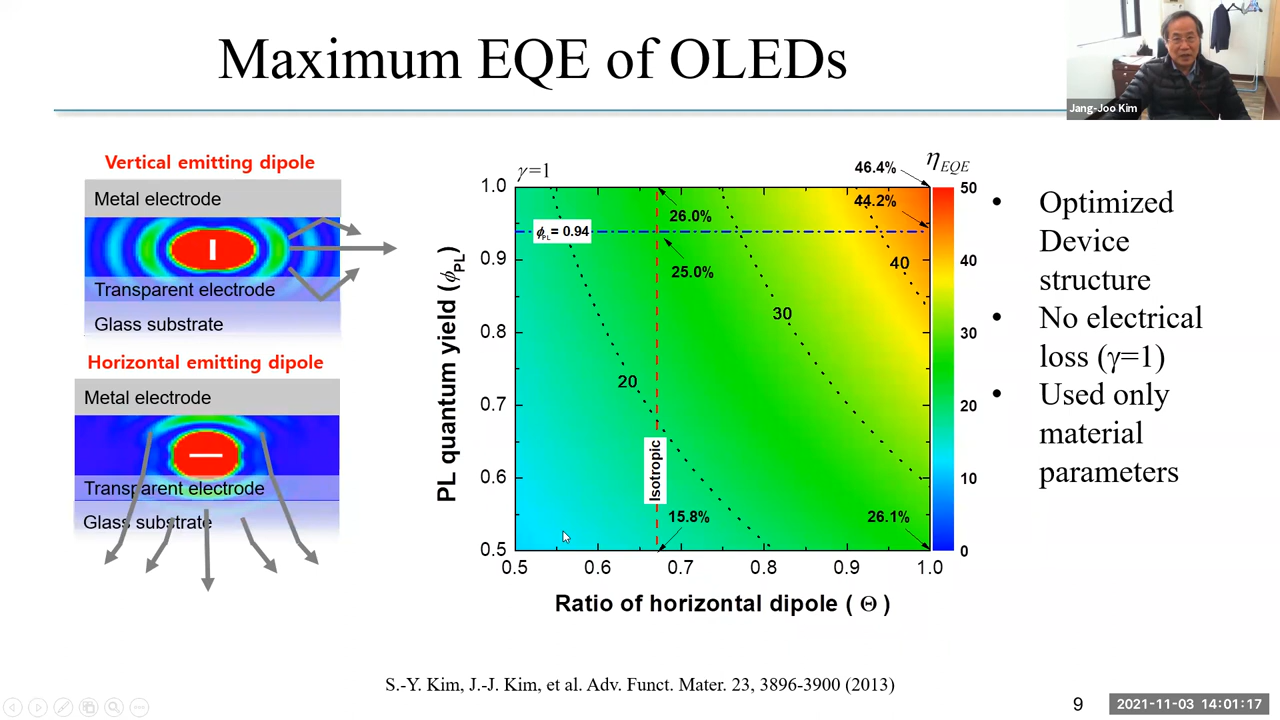 Maximum EQE of OLEDs
Jang-Joo Kim
Vertical emitting dipole
Metal electrode
Transparent electrode
Glass substrate
Horizontal emitting dipole
Metal electrode
Transparent electrode
Glass substrate
γ=1
46.4%
η EQE
1.0
0.9
0.8
0.7
0.6
0.5
PL quantum yield (ϕPL)
ϕPL= 0.94
26.0%
25.0%
44.2%
40
30
20
Isotropic
15.8%
26.1%
0.5 0.6 0.7 0.8 0.9 1.0
Ratio of horizontal dipole ( Θ )
50
40
30
20
10
0
• Optimized
Device
structure
• No electrical
loss (γ=1)
• Used only
material
parameters
S.-Y. Kim, J.-J. Kim, et al. Adv. Funct. Mater. 23, 3896-3900 (2013)
9
2021-11-03 14:01:17